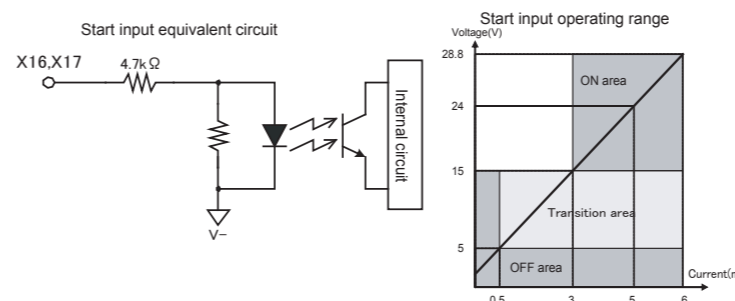 Start input equivalent circuit
X16,X17
4.7kΩ
Internal circuit
V−
Start input operating range
Voltage(V)
28.8
24
15
5
ON area
Transition area
OFF area
0.5
3
5
6
Current(m